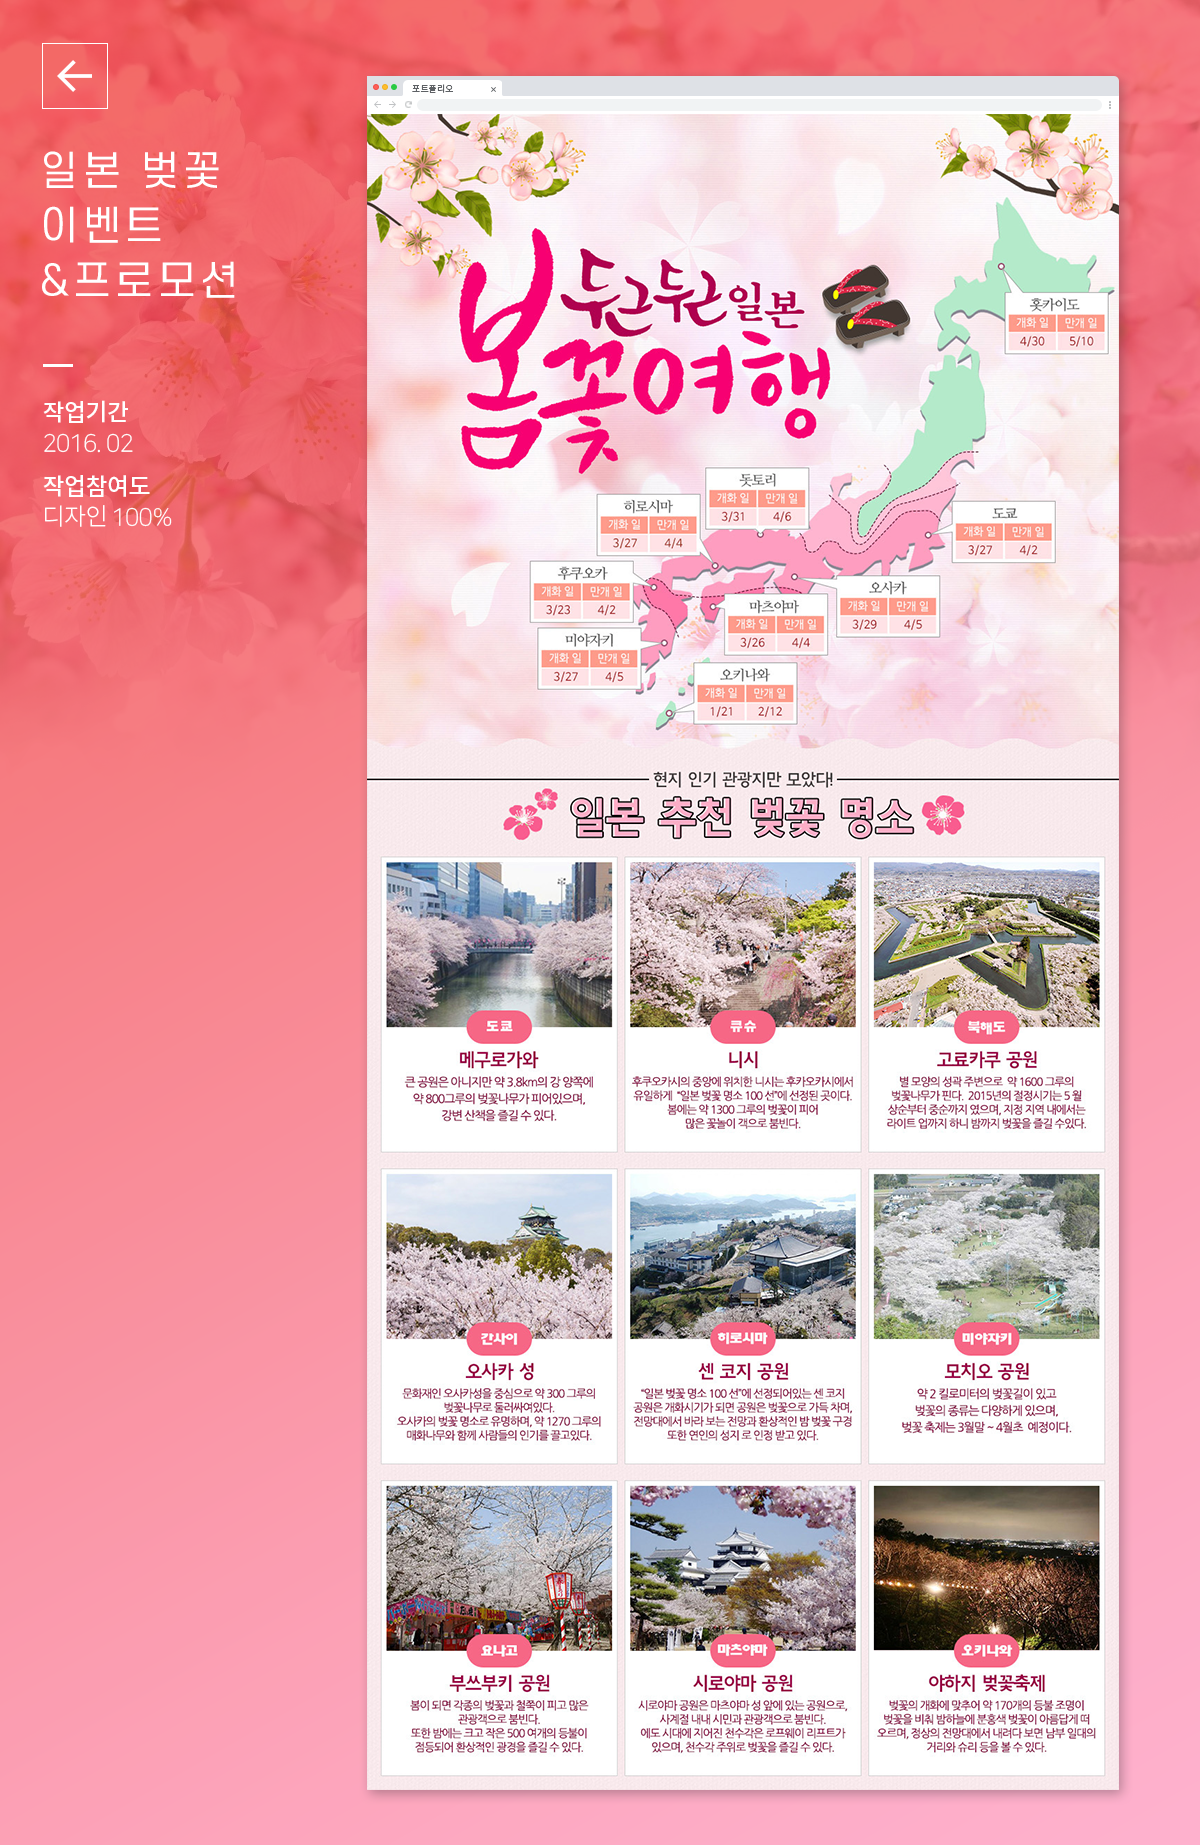 일본 벚꽃
이벤트
&프로모션
작업기간
2016. 02
작업참여도
디자인 100%
포트폴리오
두근두근 일본
봄꽃여행
홋카이도
개화 일 만개 일
4/30 5/10
돗토리
개화 일 만개 일
3/31 4/6
히로시마
개화 일 만개 일
3/27 4/4
도쿄
개화 일 만개 일
3/27 4/2
후쿠오카
개화 일 만개 일
3/23 4/2
오사카
개화 일 만개 일
3/29 4/5
마츠야마
개화 일 만개 일
3/26 4/4
미야자키
개화 일 만개 일
3/27 4/5
오키나와
개화 일 만개 일
1/21 2/12
현지 인기 관광지만 모았다!
일본 추천 벚꽃 명소
도쿄
메구로가와
큰 공원은 아니지만 약 3.8km의 강 양쪽에
약 800그루의 벚꽃나무가 피어있으며,
강변 산책을 즐길 수 있다.
큐슈
니시
후쿠오카시의 중앙에 위치한 니시는 후카오카시에서
유일하게 “일본 벚꽃 명소 100 선”에 선정된 곳이다.
봄에는 약 1300 그루의 벚꽃이 피어
많은 꽃놀이 객으로 붐빈다.
북해도
고료카쿠 공원
별 모양의 성곽 주변으로 약 1600 그루의
벚꽃나무가 핀다. 2015년의 절정시기는 5 월
상순부터 중순까지 였으며, 지정 지역 내에서는
라이트 업까지 하니 밤까지 벚꽃을 즐길 수있다.
칸사이
오사카 성
문화재인 오사카성을 중심으로 약 300 그루의
벚꽃나무로 둘러싸여있다.
오사카의 벚꽃 명소로 유명하며, 약 1270 그루의
매화나무와 함께 사람들의 인기를 끌고있다.
히로시마
센 코지 공원
“일본 벚꽃 명소 100 선”에 선정되어있는 센 코지
공원은 개화시기가 되면 공원은 벚꽃으로 가득 차며,
전망대에서 바라 보는 전망과 환상적인 밤 벚꽃 구경
또한 연인의 성지 로 인정 받고 있다.
미야자키
모치오 공원
약 2 킬로미터의 벚꽃길이 있고
벚꽃의 종류는 다양하게 있으며,
벚꽃 축제는 3월말 ~ 4월초 예정이다.
요나고
부쓰부키 공원
봄이 되면 각종의 벚꽃과 철쭉이 피고 많은
관광객으로 붐빈다.
또한 밤에는 크고 작은 500 여개의 등불이
점등되어 환상적인 광경을 즐길 수 있다.
마츠야마
시로야마 공원
시로야마 공원은 마츠야마 성 앞에 있는 공원으로,
사계절 내내 시민과 관광객으로 붐빈다.
에도 시대에 지어진 천수각은 로프웨이 리프트가
있으며, 천수각 주위로 벚꽃을 즐길 수 있다.
오키나와
야하지 벚꽃축제
벚꽃의 개화에 맞추어 약 170개의 등불 조명이
벚꽃을 비춰 밤하늘에 분홍색 벚꽃이 아름답게 떠
오르며, 정상의 전망대에서 내려다 보면 남부 일대의
거리와 슈리 등을 볼 수 있다.